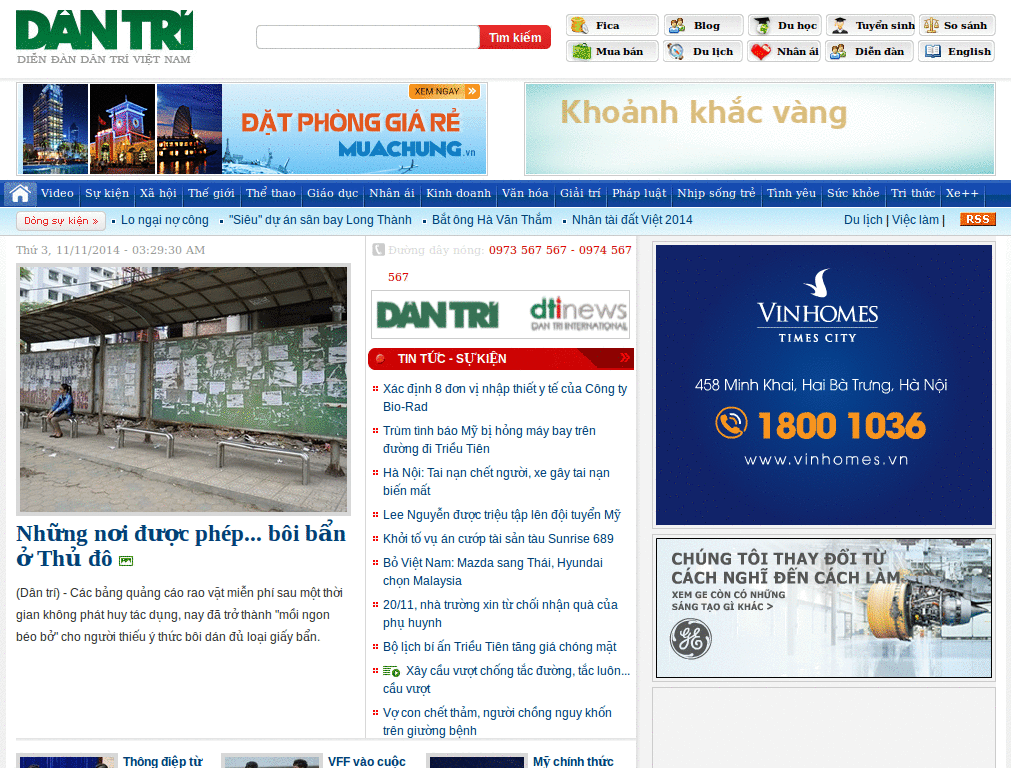 DÂN TRÍ
DIỄN ĐÀN DÂN TRÍ VIỆT NAM
Tìm kiếm
Fica Blog Du học Tuyển sinh So sánh
Mua bán Du lịch Nhân ái Diễn đàn English
XEM NGAY »
ĐẶT PHÒNG GIÁ RẺ
MUACHUNG.vn
Khoảnh khắc vàng
Video Sự kiện Xã hội Thế giới Thể thao Giáo dục Nhân ái Kinh doanh Văn hóa Giải trí Pháp luật Nhịp sống trẻ Tình yêu Sức khỏe Tri thức Xe++
Dòng sự kiện » Lo ngại nợ công "Siêu" dự án sân bay Long Thành Bắt ông Hà Văn Thắm Nhân tài đất Việt 2014 Du lịch | Việc làm | RSS
Thứ 3, 11/11/2014 - 03:29:30 AM
Những nơi được phép... bôi bẩn
ở Thủ đô
(Dân trí) - Các bảng quảng cáo rao vặt miễn phí sau một thời
gian không phát huy tác dụng, nay đã trở thành "mồi ngon
béo bở" cho người thiếu ý thức bôi dán đủ loại giấy bẩn.
Đường dây nóng: 0973 567 567 - 0974 567
567
DÂN TRÍ dtinews
DAN TRI INTERNATIONAL
TIN TỨC - SỰ KIỆN »
Xác định 8 đơn vị nhập thiết y tế của Công ty
Bio-Rad
Trùm tình báo Mỹ bị hỏng máy bay trên
đường đi Triều Tiên
Hà Nội: Tai nạn chết người, xe gây tai nạn
biến mất
Lee Nguyễn được triệu tập lên đội tuyển Mỹ
Khởi tố vụ án cướp tài sản tàu Sunrise 689
Bỏ Việt Nam: Mazda sang Thái, Hyundai
chọn Malaysia
20/11, nhà trường xin từ chối nhận quà của
phụ huynh
Bộ lịch bí ẩn Triều Tiên tăng giá chóng mặt
Xây cầu vượt chống tắc đường, tắc luôn...
cầu vượt
Vợ con chết thảm, người chồng nguy khốn
trên giường bệnh
VINHOMES
TIMES CITY
458 Minh Khai, Hai Bà Trưng, Hà Nội
1800 1036
www.vinhomes.vn
CHÚNG TÔI THAY ĐỔI TỪ
CÁCH NGHĨ ĐẾN CÁCH LÀM
XEM GE CÒN CÓ NHỮNG
SÁNG TẠO GÌ KHÁC >
GE
Thông điệp từ VFF vào cuộc Mỹ chính thức